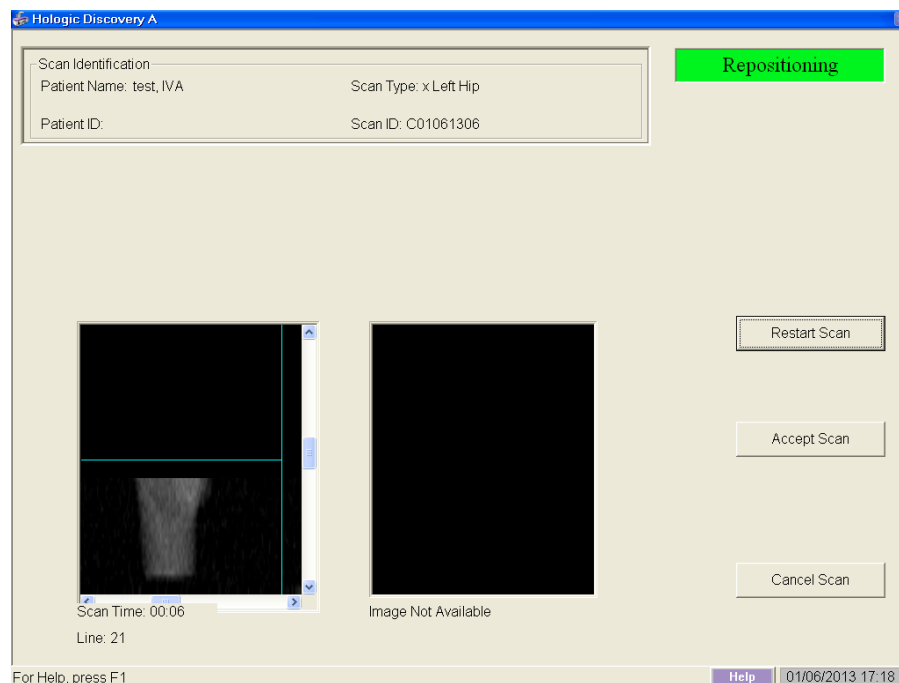 Hologic Discovery A
Scan Identification
Repositioning
Patient Name: test, IVA Scan Type: x Left Hip
Patient ID: Scan ID: C01061306
Restart Scan
Accept Scan
Cancel Scan
Scan Time: 00:06 Image Not Available
Line: 21
For Help, press F1 Help 01/06/2013 17:18